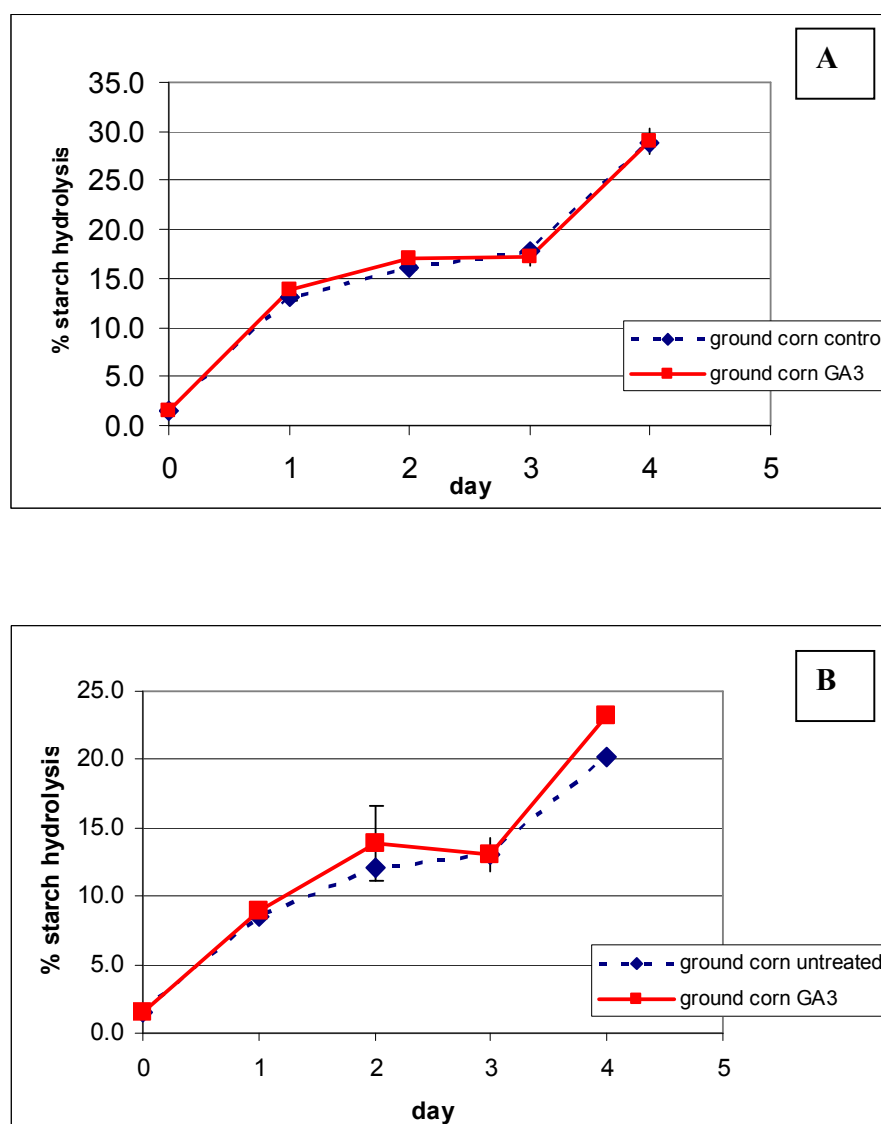 A
35.0
30.0
25.0
20.0
15.0
10.0
5.0
0.0
% starch hydrolysis
0 1 2 3 4 5
day
ground corn contro
ground corn GA3
B
25.0
20.0
15.0
10.0
5.0
0.0
% starch hydrolysis
0 1 2 3 4 5
day
ground corn untreated
ground corn GA3